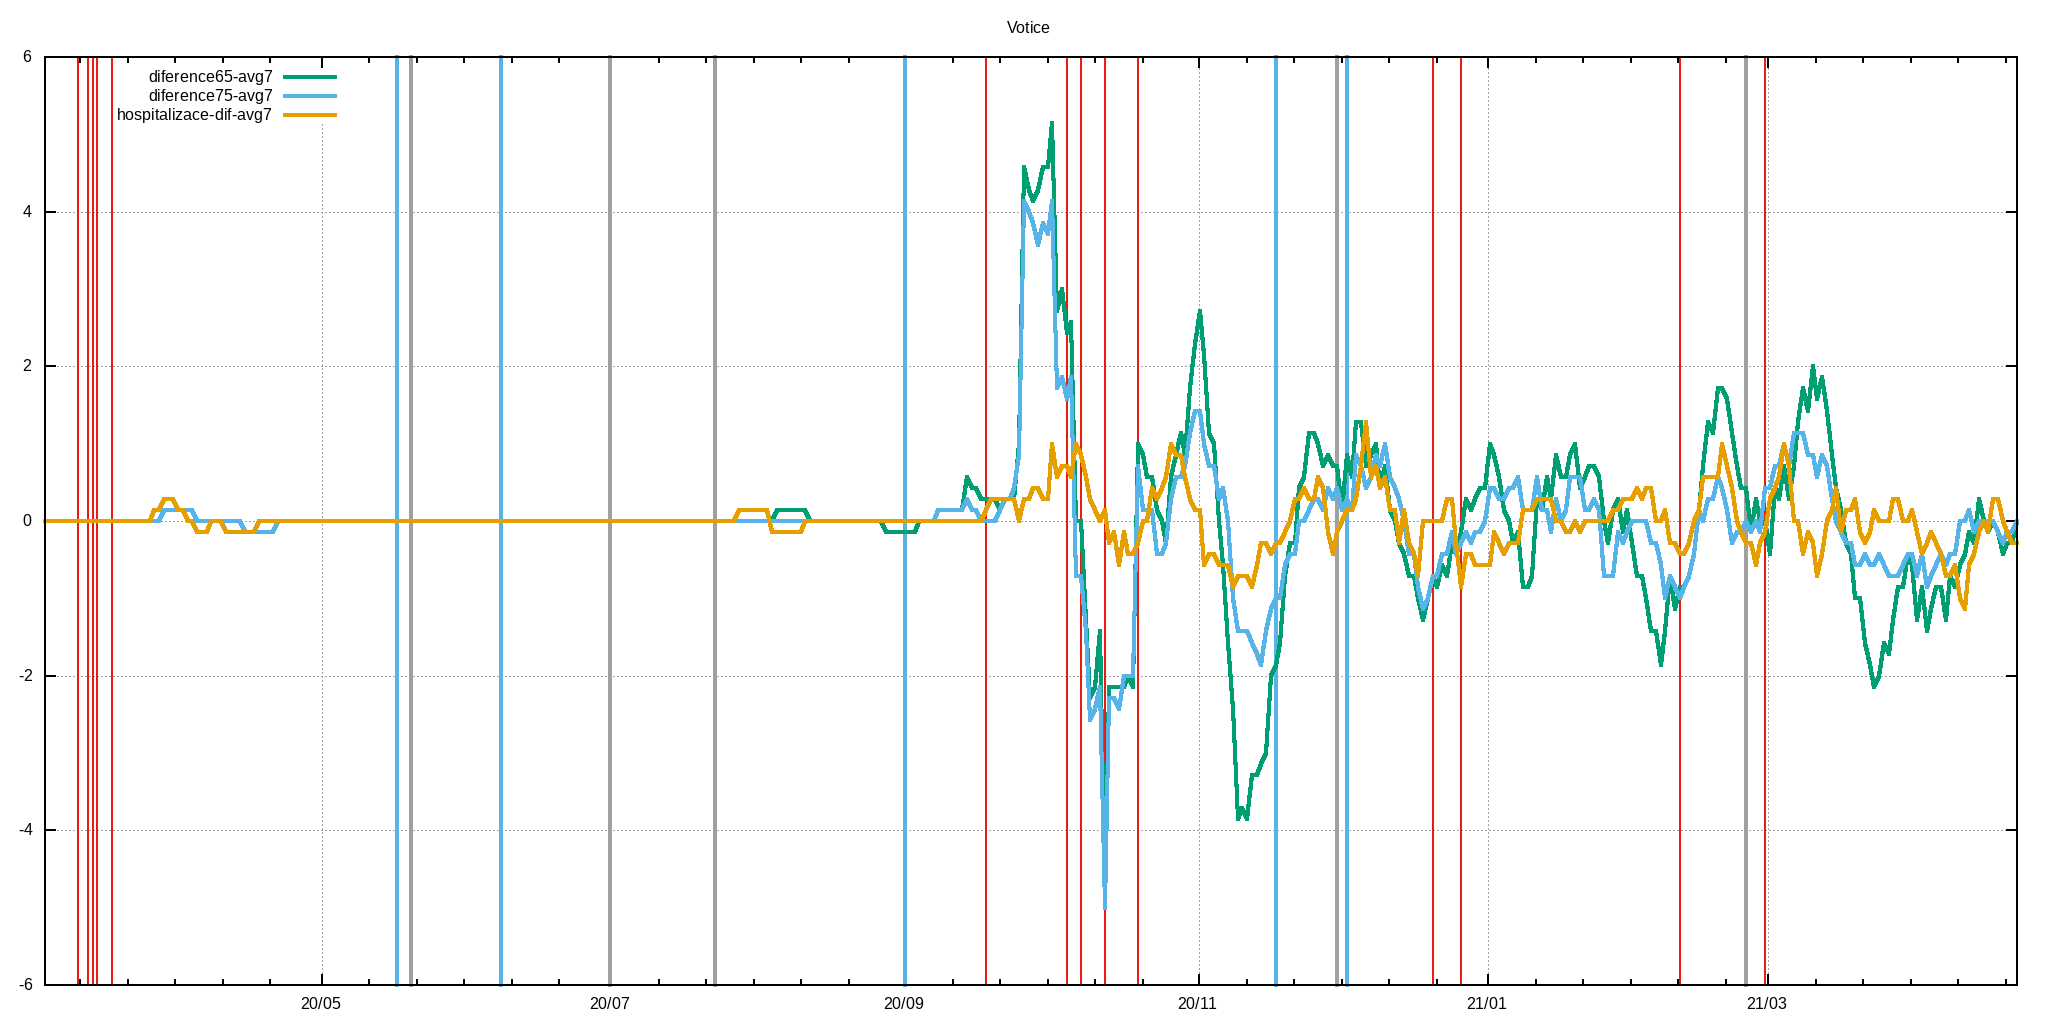 Votice
6
diference65-avg7
diference75-avg7
hospitalizace-dif-avg7
4
2
0
-2
-4
-6
20/05 20/07 20/09 20/11 21/01 21/03